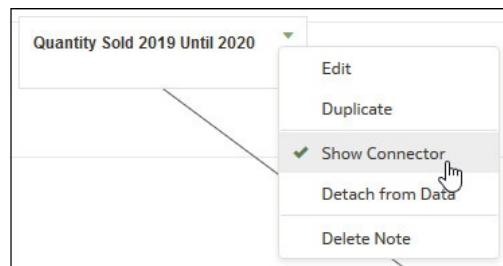 Quantity Sold 2019 Until 2020
Edit
Duplicate
Show Connector
Detach from Data
Delete Note